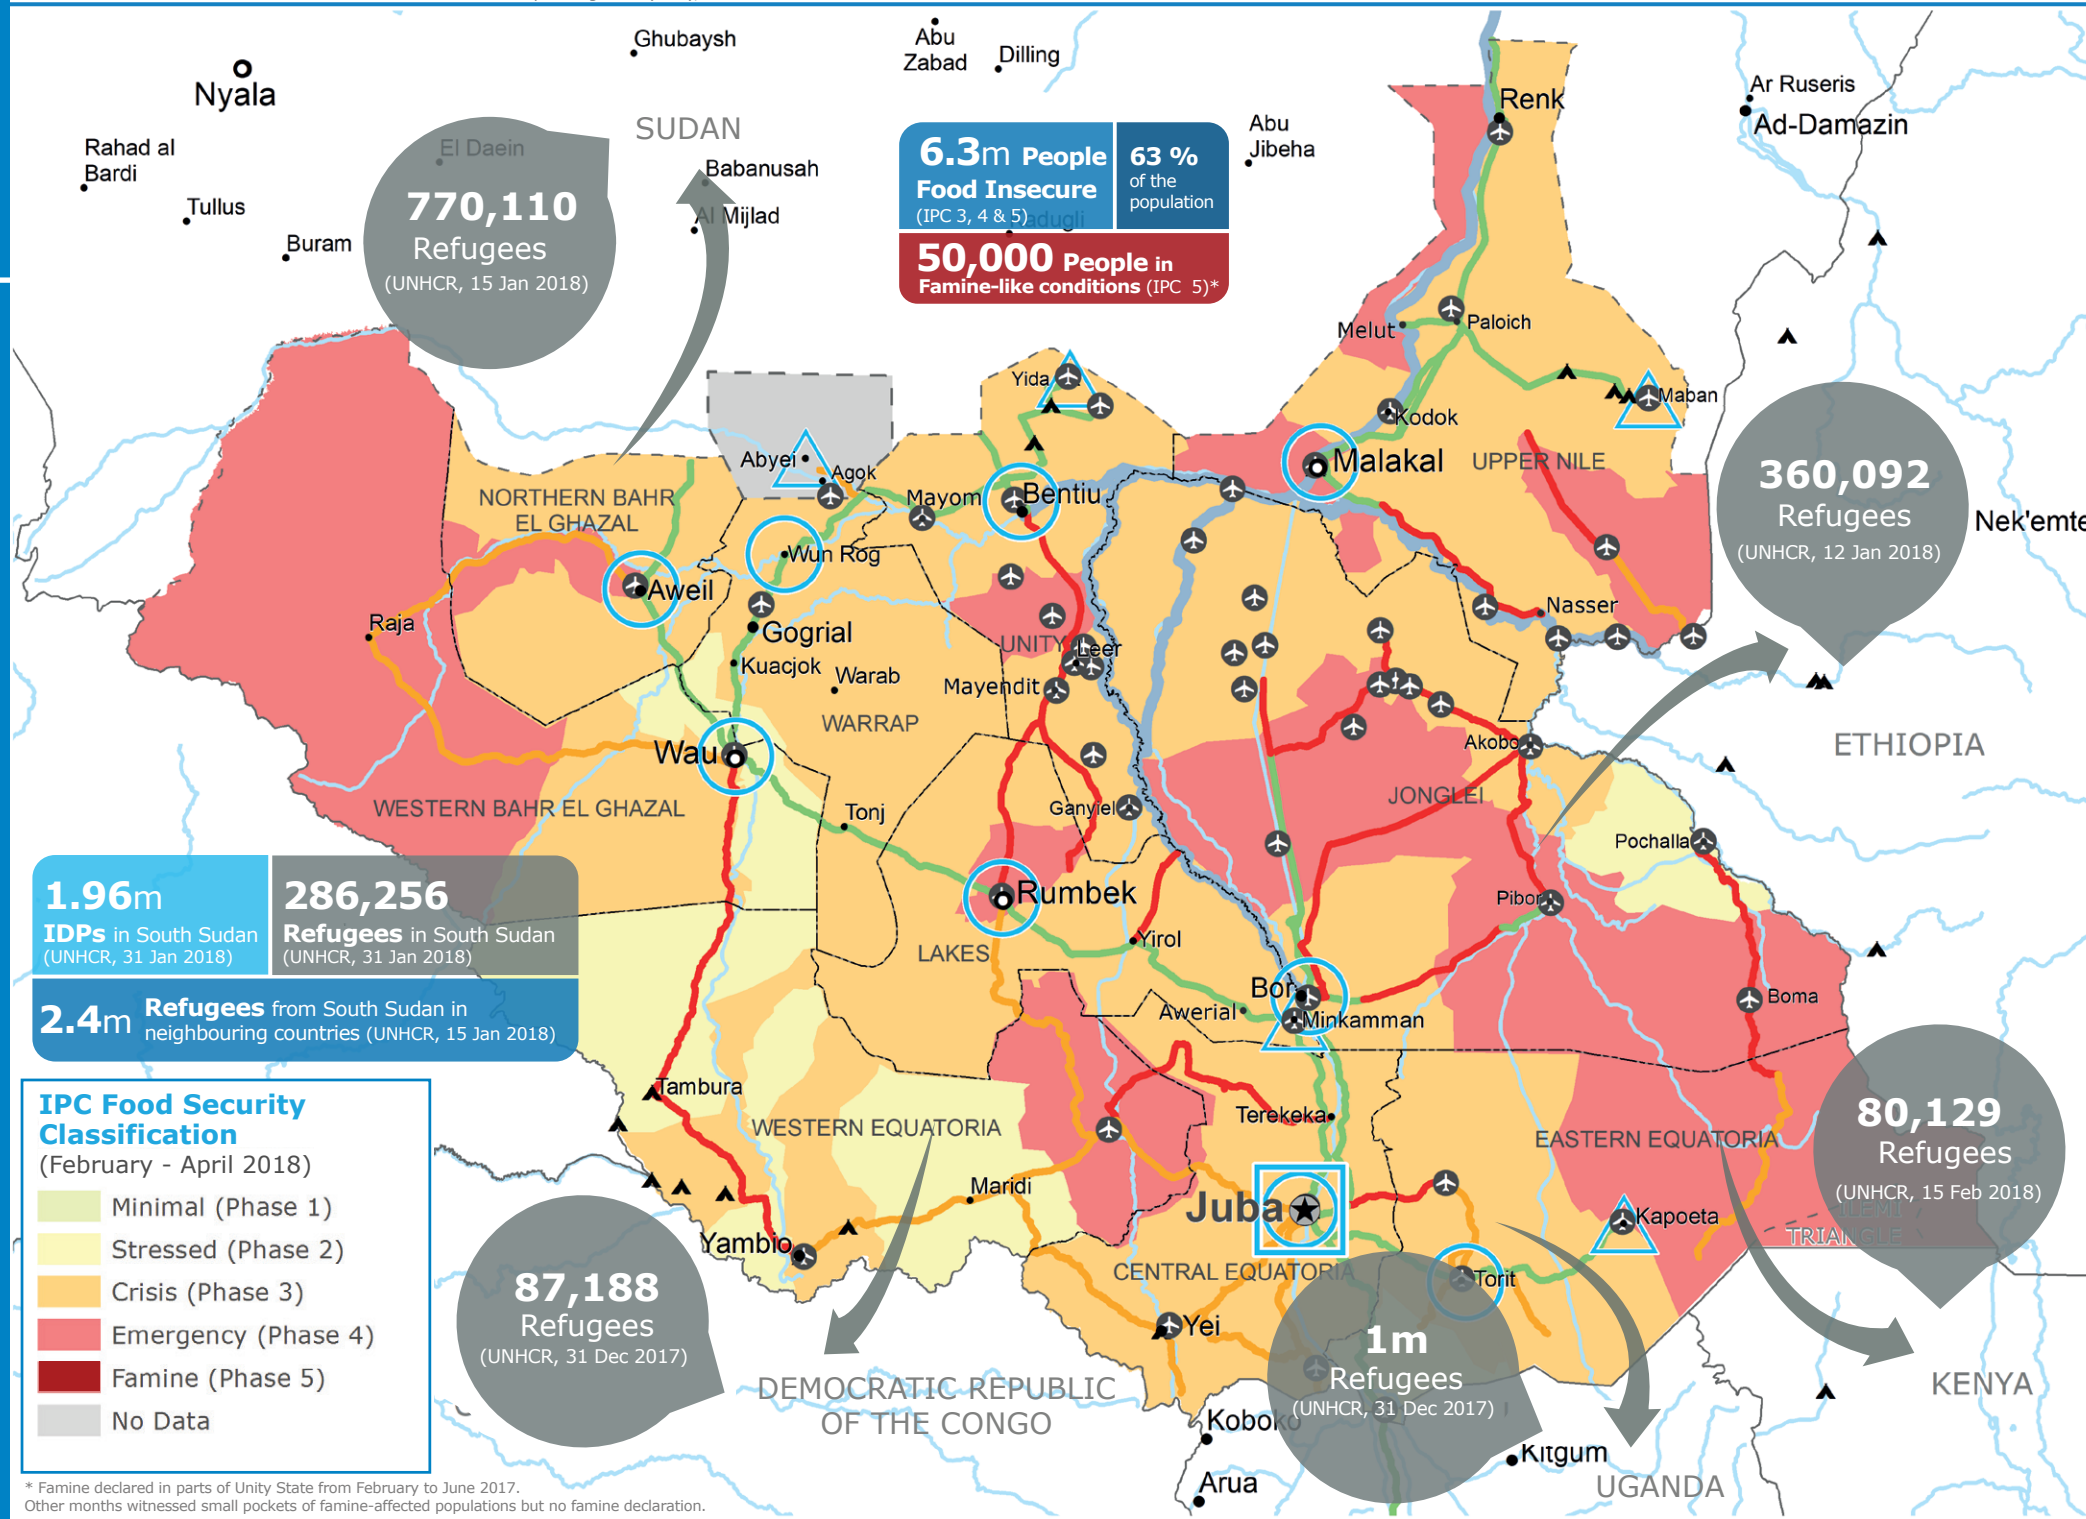 Ghubaysh
Abu
Zabad
Dilling
Nyala
Ar Ruseris
Ad-Damazin
Renk
SUDAN
Abu
Jibeha
Rahad al
Bardi
El Daein
Babanusah
Tullus
Al Mijlad
Buram
770,110
Refugees
(UNHCR, 15 Jan 2018)
6.3m People
Food Insecure
(IPC 3, 4 & 5)
63 %
of the
population
50,000 People in
Famine-like conditions (IPC 5)*
Melut
Paloich
Yida
Maban
Kodok
Abyei
Agok
Mayom
Bentiu
Malakal
UPPER NILE
NORTHERN BAHR
EL GHAZAL
360,092
Refugees
(UNHCR, 12 Jan 2018)
Nek'emte
Wun Rog
Aweil
Raja
Gogrial
Nasser
UNITY
Leer
Kuacjok
Warab
Mayendit
WARRAP
Wau
Akobo
ETHIOPIA
WESTERN BAHR EL GHAZAL
Tonj
Ganyiel
JONGLEI
Pochalla
1.96m
IDPs in South Sudan
(UNHCR, 31 Jan 2018)
286,256
Refugees in South Sudan
(UNHCR, 31 Jan 2018)
2.4m Refugees from South Sudan in
neighbouring countries (UNHCR, 15 Jan 2018)
Rumbek
Pibor
LAKES
Yirol
Bor
Awerial
Minkamman
Boma
Tambura
WESTERN EQUATORIA
Terekeka
EASTERN EQUATORIA
80,129
Refugees
(UNHCR, 15 Feb 2018)
ILEMI
TRIANGLE
Maridi
Juba
Kapoeta
Yambio
CENTRAL EQUATORIA
Torit
Yei
87,188
Refugees
(UNHCR, 31 Dec 2017)
1m
Refugees
(UNHCR, 31 Dec 2017)
DEMOCRATIC REPUBLIC
OF THE CONGO
KENYA
Koboko
Kitgum
Arua
UGANDA
IPC Food Security
Classification
(February - April 2018)
Minimal (Phase 1)
Stressed (Phase 2)
Crisis (Phase 3)
Emergency (Phase 4)
Famine (Phase 5)
No Data
* Famine declared in parts of Unity State from February to June 2017.
Other months witnessed small pockets of famine-affected populations but no famine declaration.